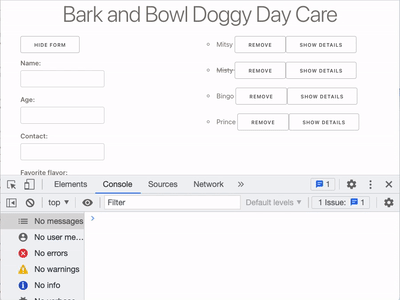 Bark and Bowl Doggy Day Care
HIDE FORM
Name:
Age:
Contact:
Favorite flavor:
Mitsy REMOVE SHOW DETAILS
Misty REMOVE SHOW DETAILS
Bingo REMOVE SHOW DETAILS
Prince REMOVE SHOW DETAILS
Elements Console Sources Network » 1
top ▾ Filter Default levels ▾ 1 Issue: 1
No messages
No user me...
No errors
No warnings
No info